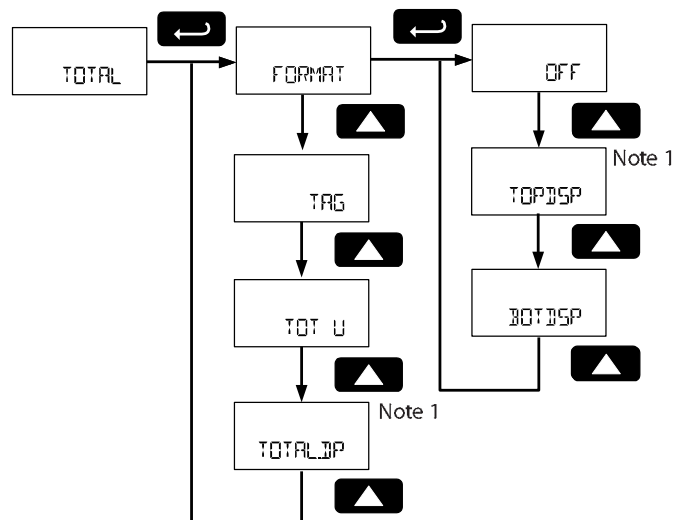 TOTAL
FORMAT
OFF
Note 1
TAG
TOPDSP
TOT U
BOTDSP
Note 1
TOTAL.DP